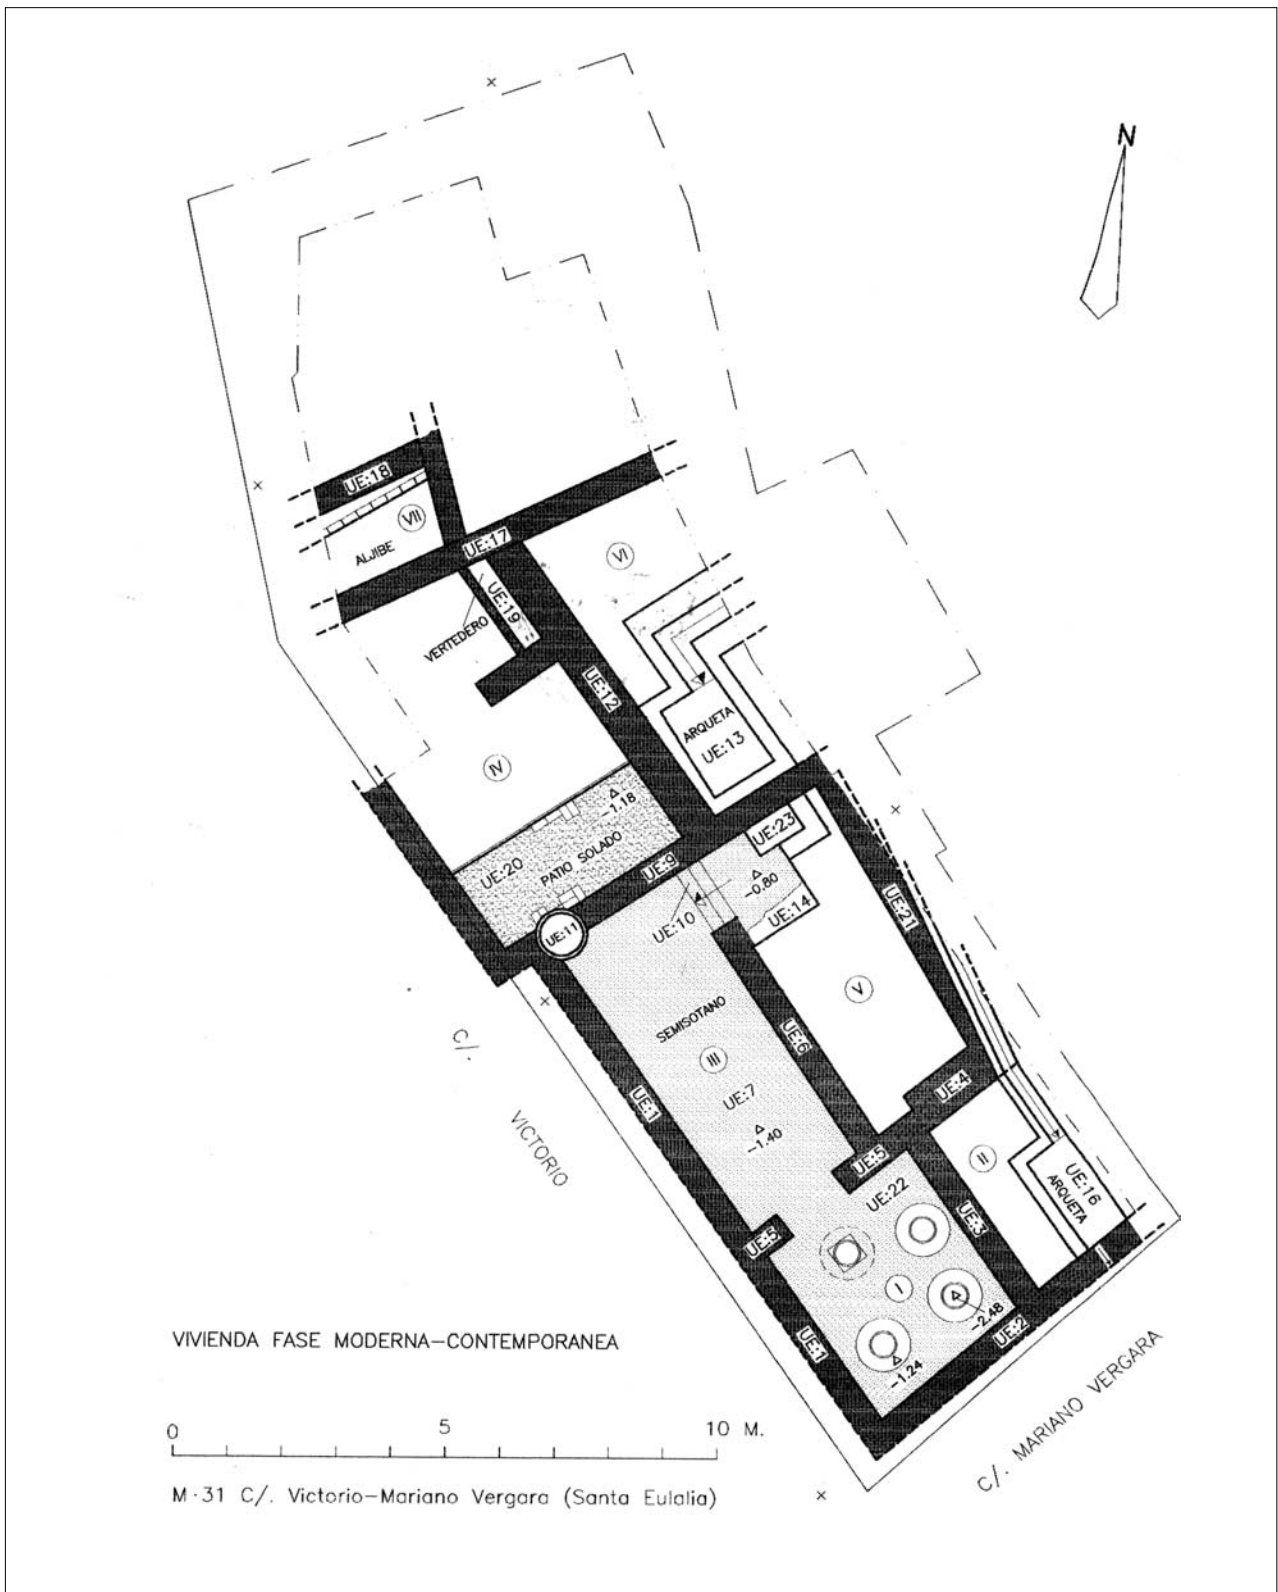 N
UE:18
VII
ALJIBE
UE:17
VI
UE:19
VERTEDERO
UE:12
ARQUETA
UE:13
IV
-1.18
UE:20
PATIO SOLADO
UE:9
UE:23
-0.80
UE:10
UE:14
UE:11
UE:21
V
SEMISOTANO
III
UE:6
UE:7
-1.40
UE:1
UE:4
C/. VICTORIO
II
UE:5
UE:22
UE:16
ARQUETA
UE:3
UE:5
I
-2.48
UE:2
UE:1
-1.24
C/. MARIANO VERGARA
VIVIENDA FASE MODERNA-CONTEMPORANEA
0 5 10 M.
M-31 C/. Victorio-Mariano Vergara (Santa Eulalia)